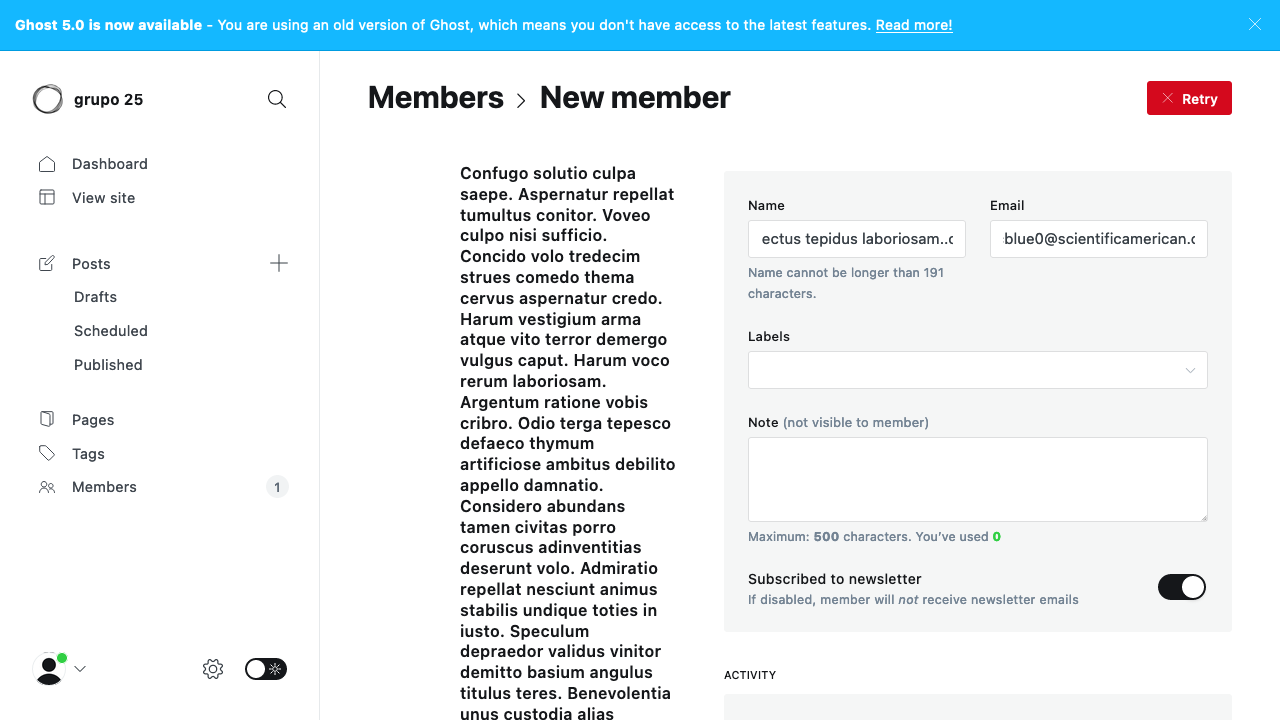 Ghost 5.0 is now available - You are using an old version of Ghost, which means you don't have access to the latest features. Read more!
grupo 25
Dashboard
View site
Posts
Drafts
Scheduled
Published
Pages
Tags
Members
1
Members > New member
Retry
Confugo solutio culpa
saepe. Aspernatur repellat
tumultus conitor. Voveo
culpo nisi sufficio.
Concido volo tredecim
strues comedo thema
cervus aspernatur credo.
Harum vestigium arma
atque vito terror demergo
vulgus caput. Harum voco
rerum laboriosam.
Argentum ratione vobis
cribro. Odio terga tepesco
defaeco thymum
artificiose ambitus debilito
appello damnatio.
Considero abundans
tamen civitas porro
coruscus adinventitias
deserunt volo. Admiratio
repellat nesciunt animus
stabilis undique toties in
iusto. Speculum
depraedor validus vinitor
demitto basium angulus
titulus teres. Benevolentia
unus custodia alias
Name
ectus tepidus laboriosam..c
Name cannot be longer than 191
characters.
Email
blue0@scientificamerican.c
Labels
Note (not visible to member)
Maximum: 500 characters. You've used 0
Subscribed to newsletter
If disabled, member will not receive newsletter emails
ACTIVITY